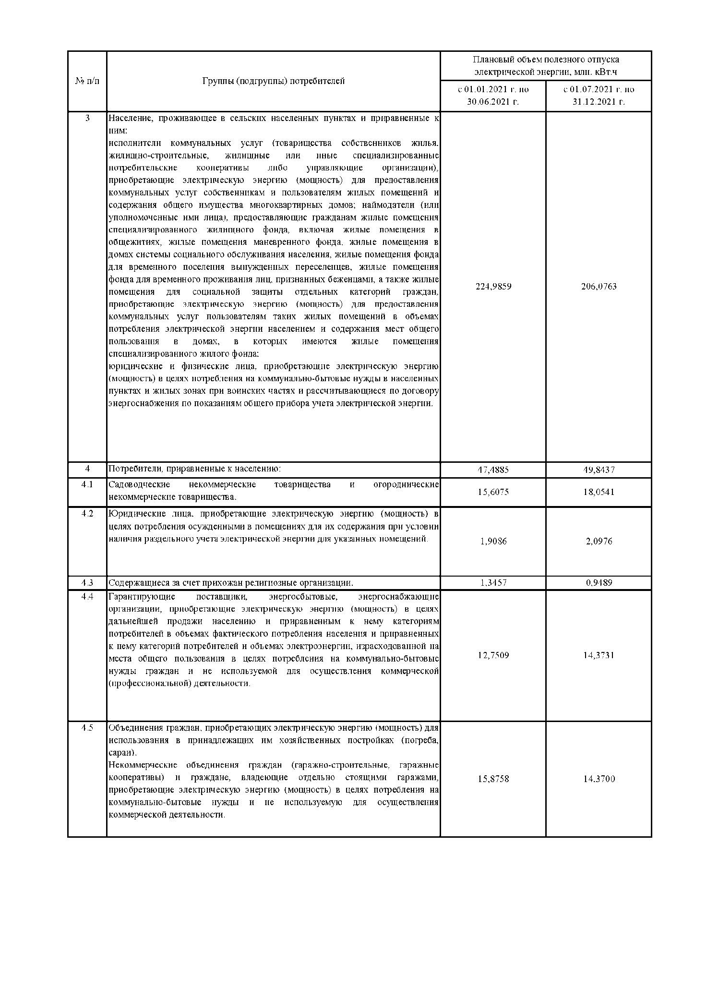 № п/п
Группы (подгруппы) потребителей
Плановый объем полезного отпуска
электрической энергии, млн. кВт.ч
с 01.01.2021 г. по
30.06.2021 г.
с 01.07.2021 г. по
31.12.2021 г.
3
Население, проживающее в сельских населенных пунктах и приравненные к
ним:
исполнители коммунальных услуг (товарищества собственников жилья,
жилищно-строительные, жилищные или иные специализированные
потребительские кооперативы либо управляющие организации),
приобретающие электрическую энергию (мощность) для предоставления
коммунальных услуг собственникам и пользователям жилых помещений и
содержания общего имущества многоквартирных домов; наймодатели (или
уполномоченные ими лица), предоставляющие гражданам жилые помещения
специализированного жилищного фонда, включая жилые помещения в
общежитиях, жилые помещения маневренного фонда, жилые помещения в
домах системы социального обслуживания населения, жилые помещения фонда
для временного поселения вынужденных переселенцев, жилые помещения
фонда для временного проживания лиц, признанных беженцами, а также жилые
помещения для социальной защиты отдельных категорий граждан,
приобретающие электрическую энергию (мощность) для предоставления
коммунальных услуг пользователям таких жилых помещений в объемах
потребления электрической энергии населением и содержания мест общего
пользования в домах, в которых имеются жилые помещения
специализированного жилого фонда;
юридические и физические лица, приобретающие электрическую энергию
(мощность) в целях потребления на коммунально-бытовые нужды в населенных
пунктах и жилых зонах при воинских частях и рассчитывающиеся по договору
энергоснабжения по показаниям общего прибора учета электрической энергии.
224,9859
206,0763
4
Потребители, приравненные к населению:
47,4885
49,8437
4.1
Садоводческие некоммерческие товарищества и огороднические
некоммерческие товарищества.
15,6075
18,0541
4.2
Юридические лица, приобретающие электрическую энергию (мощность) в
целях потребления осужденными в помещениях для их содержания при условии
наличия раздельного учета электрической энергии для указанных помещений.
1,9086
2,0976
4.3
Содержащиеся за счет прихожан религиозные организации.
1,3457
0,9489
4.4
Гарантирующие поставщики, энергосбытовые, энергоснабжающие
организации, приобретающие электрическую энергию (мощность) в целях
дальнейшей продажи населению и приравненным к нему категориям
потребителей в объемах фактического потребления населения и приравненных
к нему категорий потребителей и объемах электроэнергии, израсходованной на
места общего пользования в целях потребления на коммунально-бытовые
нужды граждан и не используемой для осуществления коммерческой
(профессиональной) деятельности.
12,7509
14,3731
4.5
Объединения граждан, приобретающих электрическую энергию (мощность) для
использования в принадлежащих им хозяйственных постройках (погреба,
сараи).
Некоммерческие объединения граждан (гаражно-строительные, гаражные
кооперативы) и граждане, владеющие отдельно стоящими гаражами,
приобретающие электрическую энергию (мощность) в целях потребления на
коммунально-бытовые нужды и не используемую для осуществления
коммерческой деятельности.
15,8758
14,3700